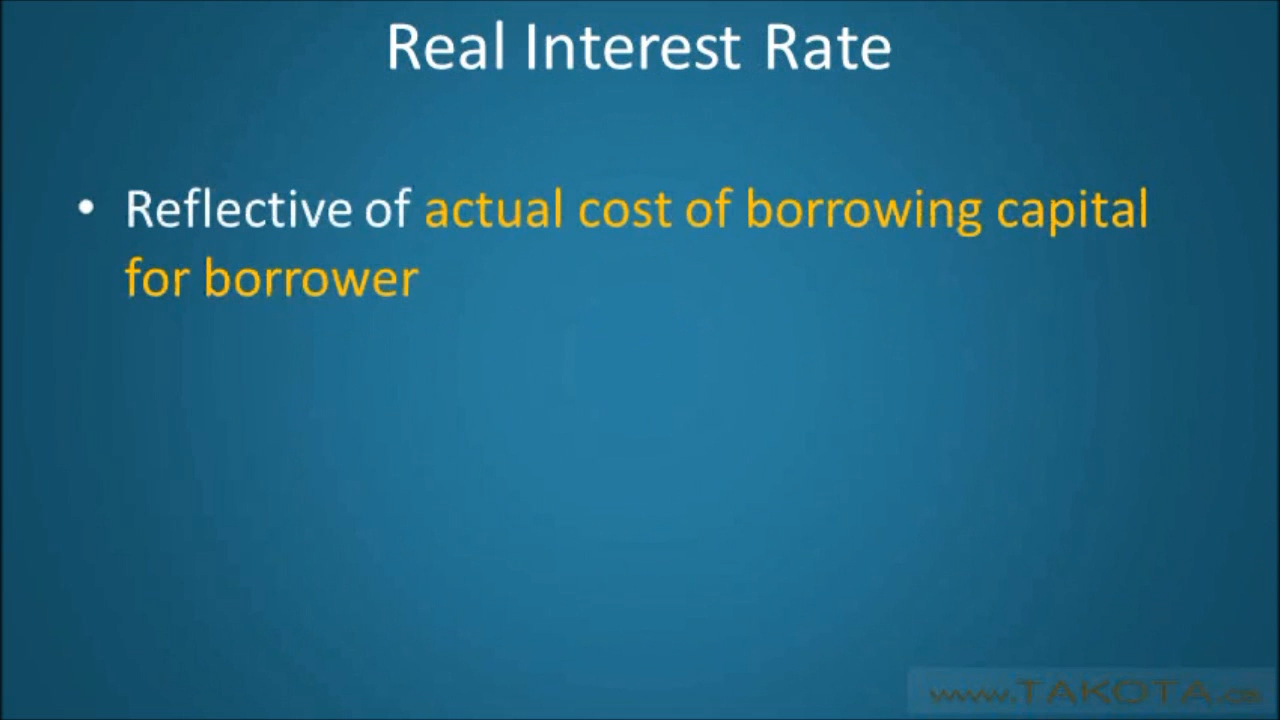 Real Interest Rate
• Reflective of actual cost of borrowing capital
for borrower
www.TAKOTA.ca